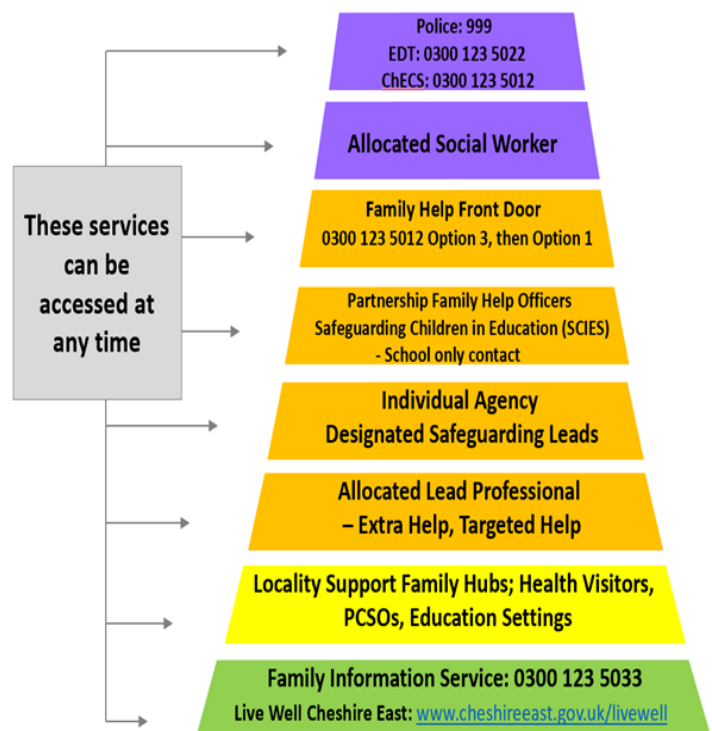 Police: 999
EDT: 0300 123 5022
ChECS: 0300 123 5012
Allocated Social Worker
These services
can be
accessed at
any time
Family Help Front Door
0300 123 5012 Option 3, then Option 1
Partnership Family Help Officers
Safeguarding Children in Education (SCIES)
- School only contact
Individual Agency
Designated Safeguarding Leads
Allocated Lead Professional
– Extra Help, Targeted Help
Locality Support Family Hubs; Health Visitors,
PCSOs, Education Settings
Family Information Service: 0300 123 5033
Live Well Cheshire East: www.cheshireeast.gov.uk/livewell